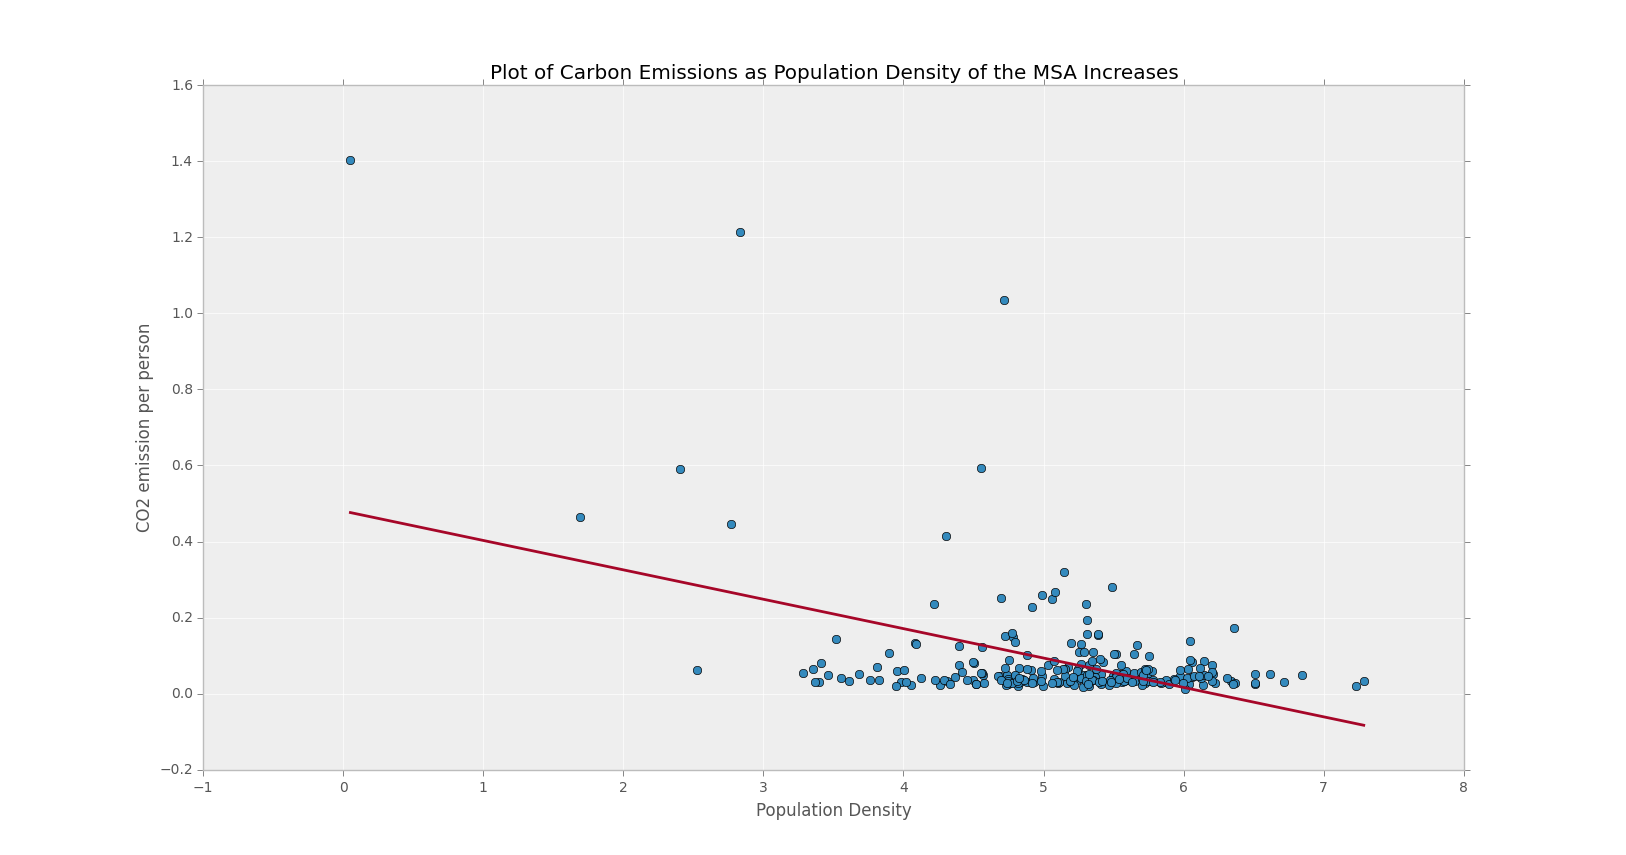 Plot of Carbon Emissions as Population Density of the MSA Increases
1.6
1.4
1.2
1.0
0.8
0.6
0.4
0.2
0.0
−0.2
CO2 emission per person
−1 0 1 2 3 4 5 6 7 8
Population Density